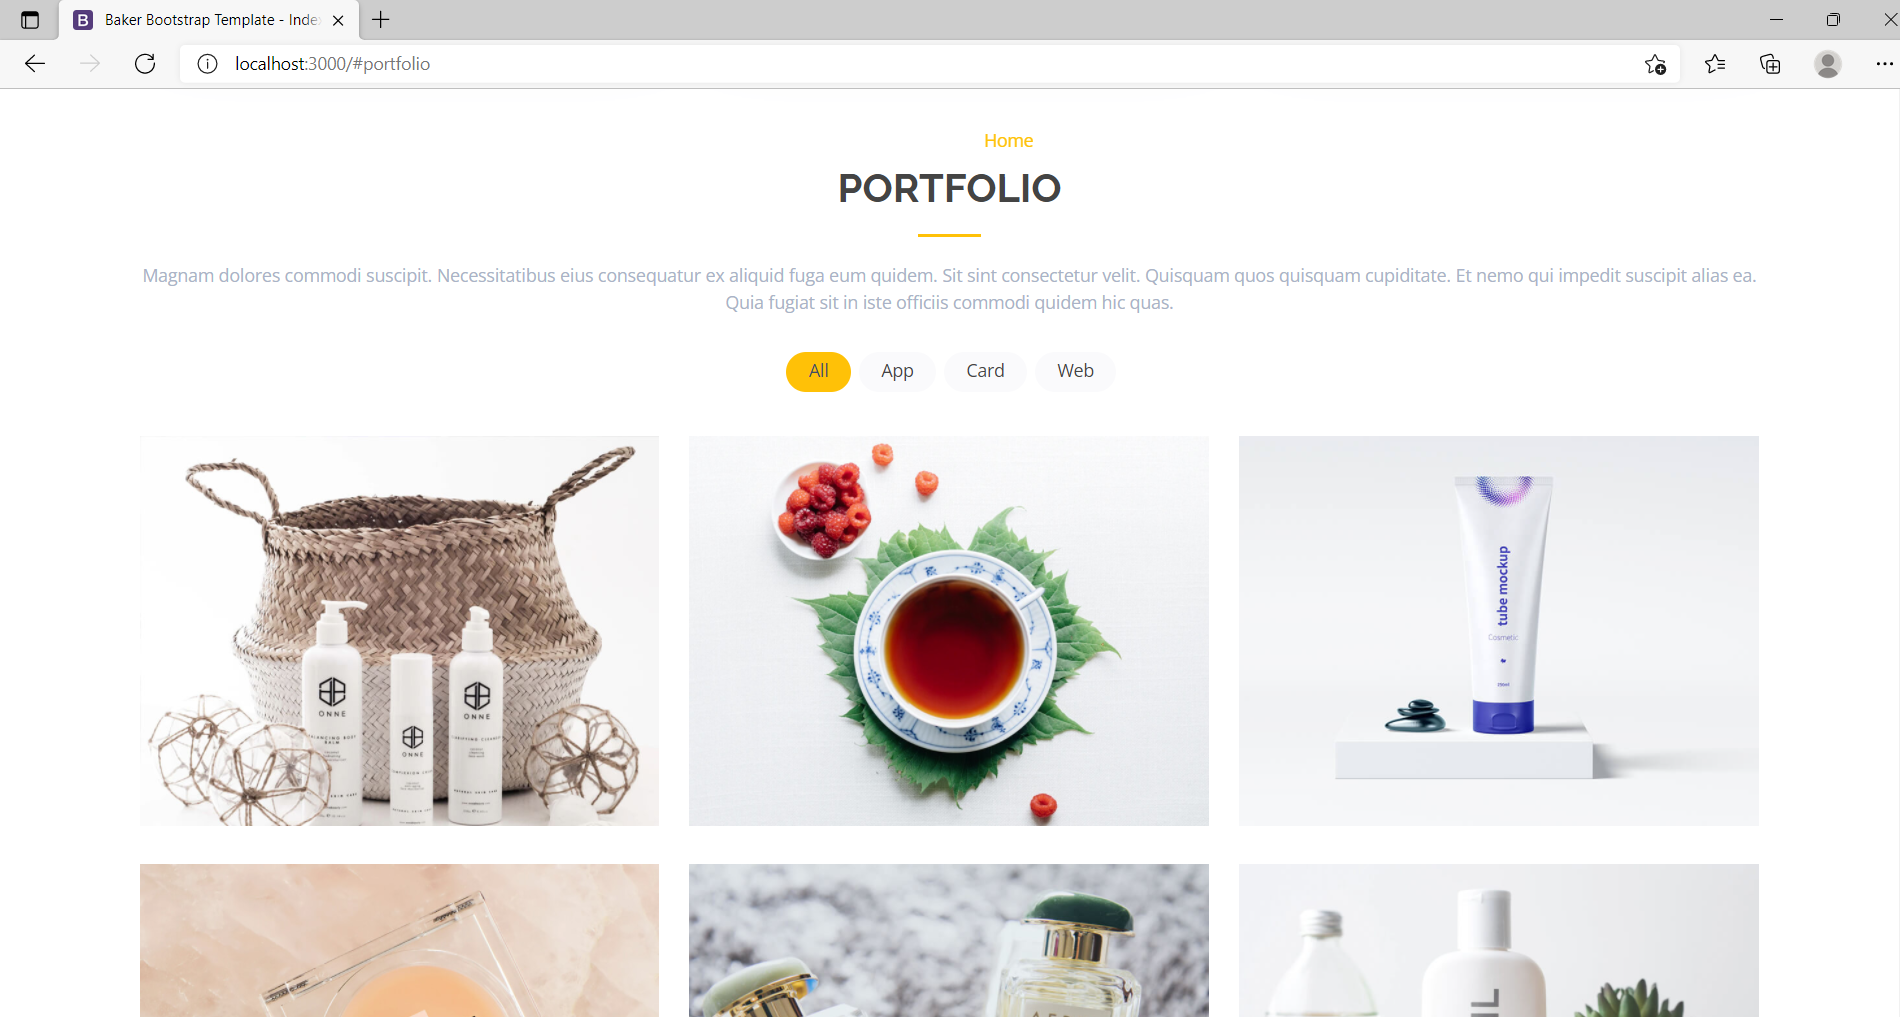 Baker Bootstrap Template - Inde
localhost:3000/#portfolio
Home
PORTFOLIO
Magnam dolores commodi suscipit. Necessitatibus eius consequatur ex aliquid fuga eum quidem. Sit sint consectetur velit. Quisquam quos quisquam cupiditate. Et nemo qui impedit suscipit alias ea.
Quia fugiat sit in iste officiis commodi quidem hic quas.
All
App
Card
Web
ONNE
ONNE
ONNE
tube mockup
Cosmetic